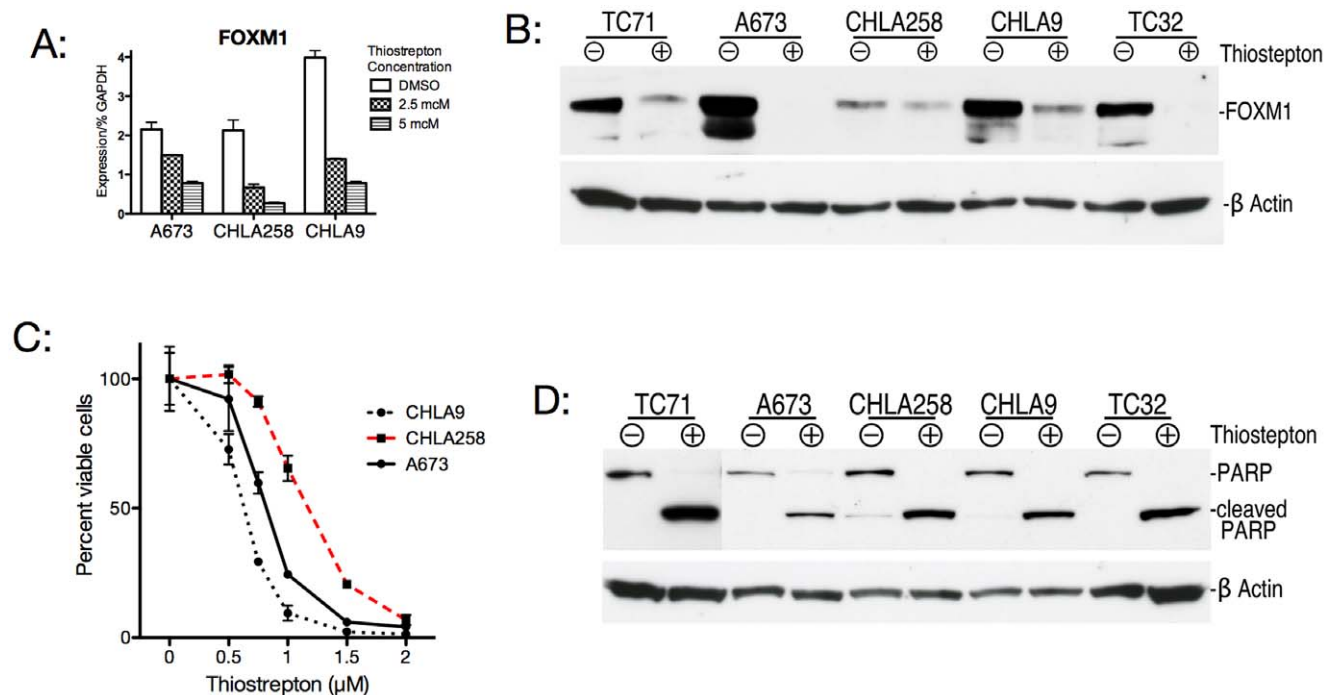 A:
FOXM1
Thiostrepton
Concentration
DMSO
2.5 mcM
5 mcM
Expression/% GAPDH
4
3
2
1
0
A673 CHLA258 CHLA9
B:
TC71 A673 CHLA258 CHLA9 TC32
− + − + − + − + − + Thiostepton
-FOXM1
-β Actin
C:
Percent viable cells
100
50
0
CHLA9
CHLA258
A673
0 0.5 1 1.5 2
Thiostrepton (µM)
D:
TC71 A673 CHLA258 CHLA9 TC32
− + − + − + − + − + Thiostepton
-PARP
-cleaved
PARP
-β Actin